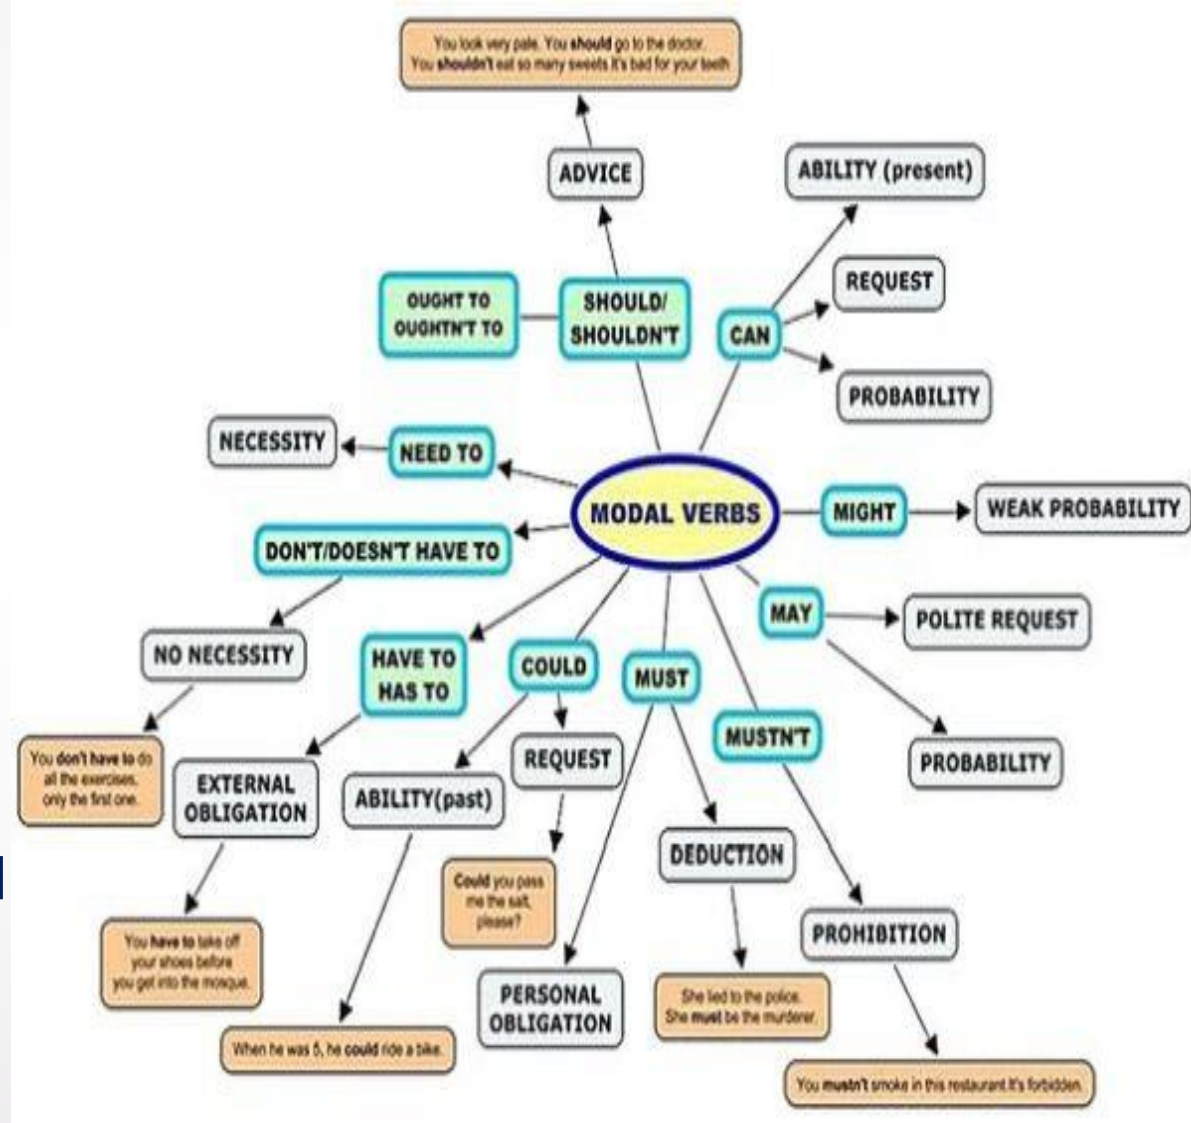 You look very pale. You should go to the doctor.
You shouldn't eat so many sweets It's bad for your teeth
ADVICE
ABILITY (present)
REQUEST
OUGHT TO
OUGHTN'T TO
SHOULD/
SHOULDN'T
CAN
PROBABILITY
NECESSITY
NEED TO
MODAL VERBS
MIGHT
WEAK PROBABILITY
DON'T/DOESN'T HAVE TO
MAY
POLITE REQUEST
NO NECESSITY
HAVE TO
HAS TO
COULD
MUST
MUSTN'T
You don't have to do
all the exercises,
only the first one.
EXTERNAL
OBLIGATION
ABILITY(past)
REQUEST
PROBABILITY
DEDUCTION
Could you pass
me the salt,
please?
PROHIBITION
You have to take off
your shoes before
you get into the mosque.
PERSONAL
OBLIGATION
She lied to the police.
She must be the murderer.
When he was 5, he could ride a bike.
You mustn't smoke in this restaurant It's forbidden.